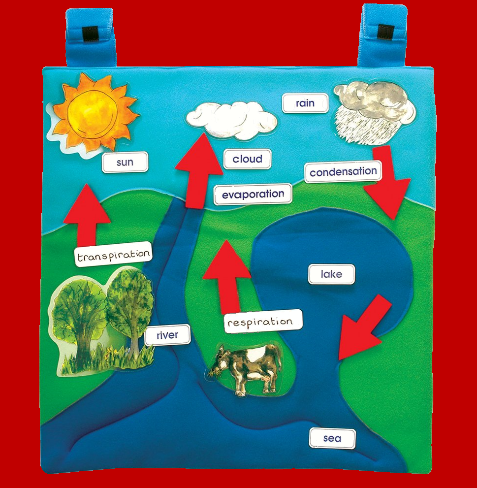 rain
sun
cloud
condensation
evaporation
transpiration
lake
respiration
river
sea